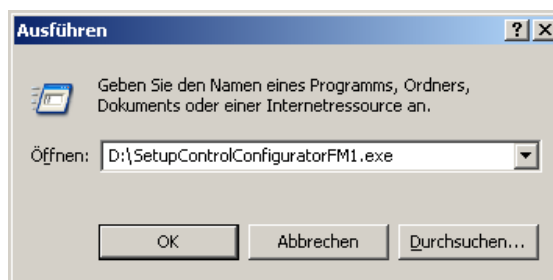 Ausführen
Geben Sie den Namen eines Programms, Ordners,
Dokuments oder einer Internetressource an.
Öffnen: D:\SetupControlConfiguratorFM1.exe
OK Abbrechen Durchsuchen...